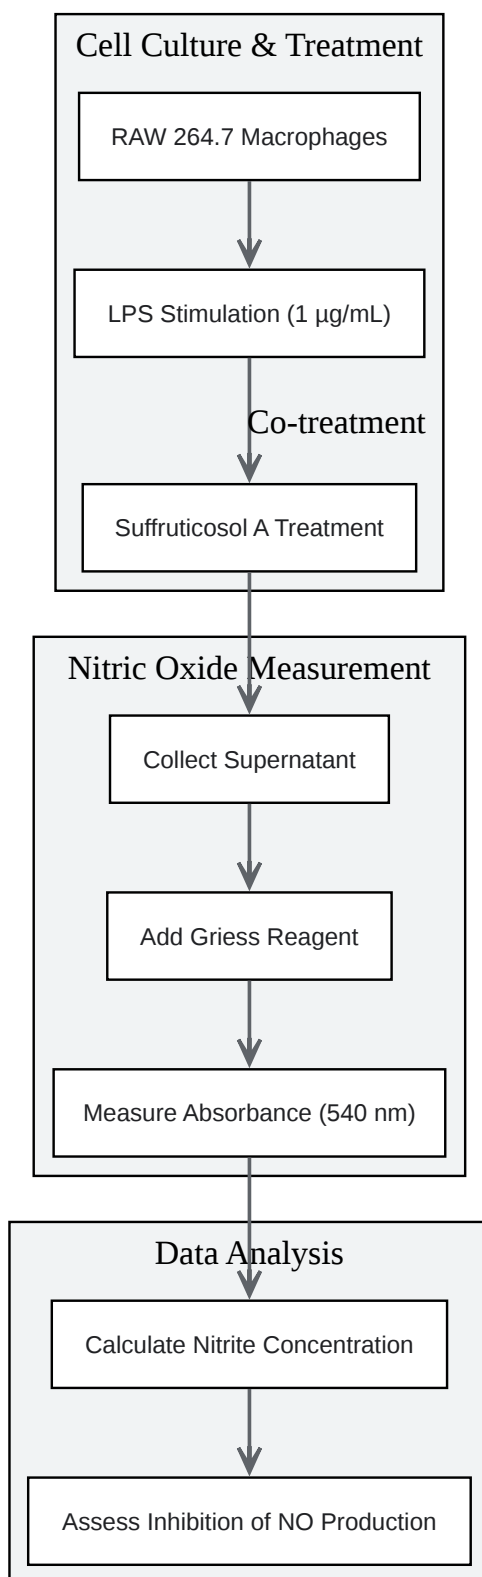 Cell Culture & Treatment
RAW 264.7 Macrophages
LPS Stimulation (1 µg/mL)
Co-treatment
Suffruticosol A Treatment
Nitric Oxide Measurement
Collect Supernatant
Add Griess Reagent
Measure Absorbance (540 nm)
Data Analysis
Calculate Nitrite Concentration
Assess Inhibition of NO Production